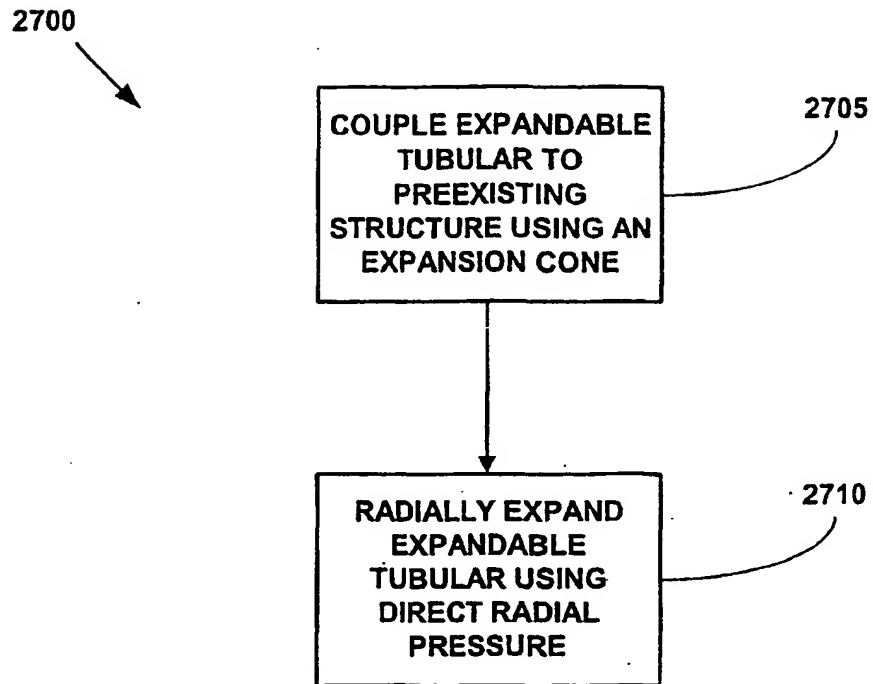 2700
COUPLE EXPANDABLE
TUBULAR TO
PREEXISTING
STRUCTURE USING AN
EXPANSION CONE
2705
RADIALLY EXPAND
EXPANDABLE
TUBULAR USING
DIRECT RADIAL
PRESSURE
2710